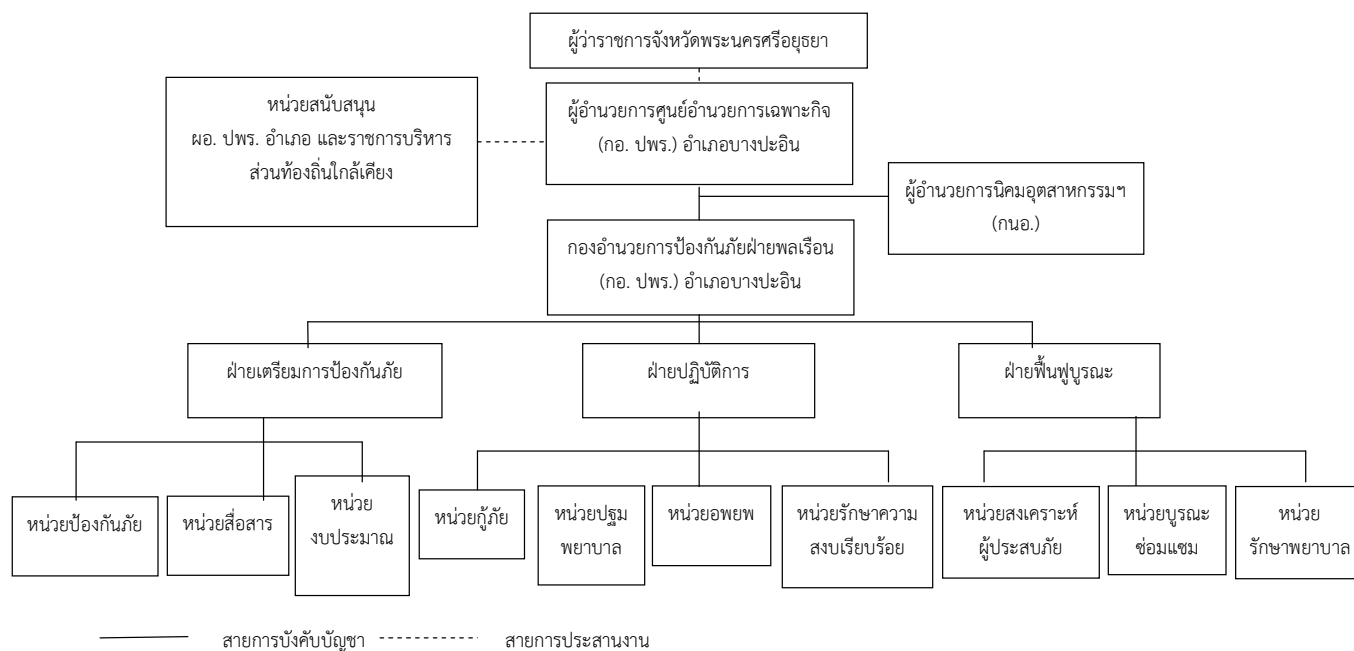 ผู้ว่าราชการจังหวัดพระนครศรีอยุธยา
หน่วยสนับสนุน
ผอ. ปพร. อำเภอ และราชการบริหาร
ส่วนท้องถิ่นใกล้เคียง
ผู้อำนวยการศูนย์อำนวยการเฉพาะกิจ
(กอ. ปพร.) อำเภอบางปะอิน
ผู้อำนวยการนิคมอุตสาหกรรมฯ
(กนอ.)
กองอำนวยการป้องกันภัยฝ่ายพลเรือน
(กอ. ปพร.) อำเภอบางปะอิน
ฝ่ายเตรียมการป้องกันภัย
ฝ่ายปฏิบัติการ
ฝ่ายฟื้นฟูบูรณะ
หน่วยป้องกันภัย
หน่วยสื่อสาร
หน่วย
งบประมาณ
หน่วยกู้ภัย
หน่วยปฐม
พยาบาล
หน่วยอพยพ
หน่วยรักษาความ
สงบเรียบร้อย
หน่วยสงเคราะห์
ผู้ประสบภัย
หน่วยบูรณะ
ซ่อมแซม
หน่วย
รักษาพยาบาล
สายการบังคับบัญชา
สายการประสานงาน